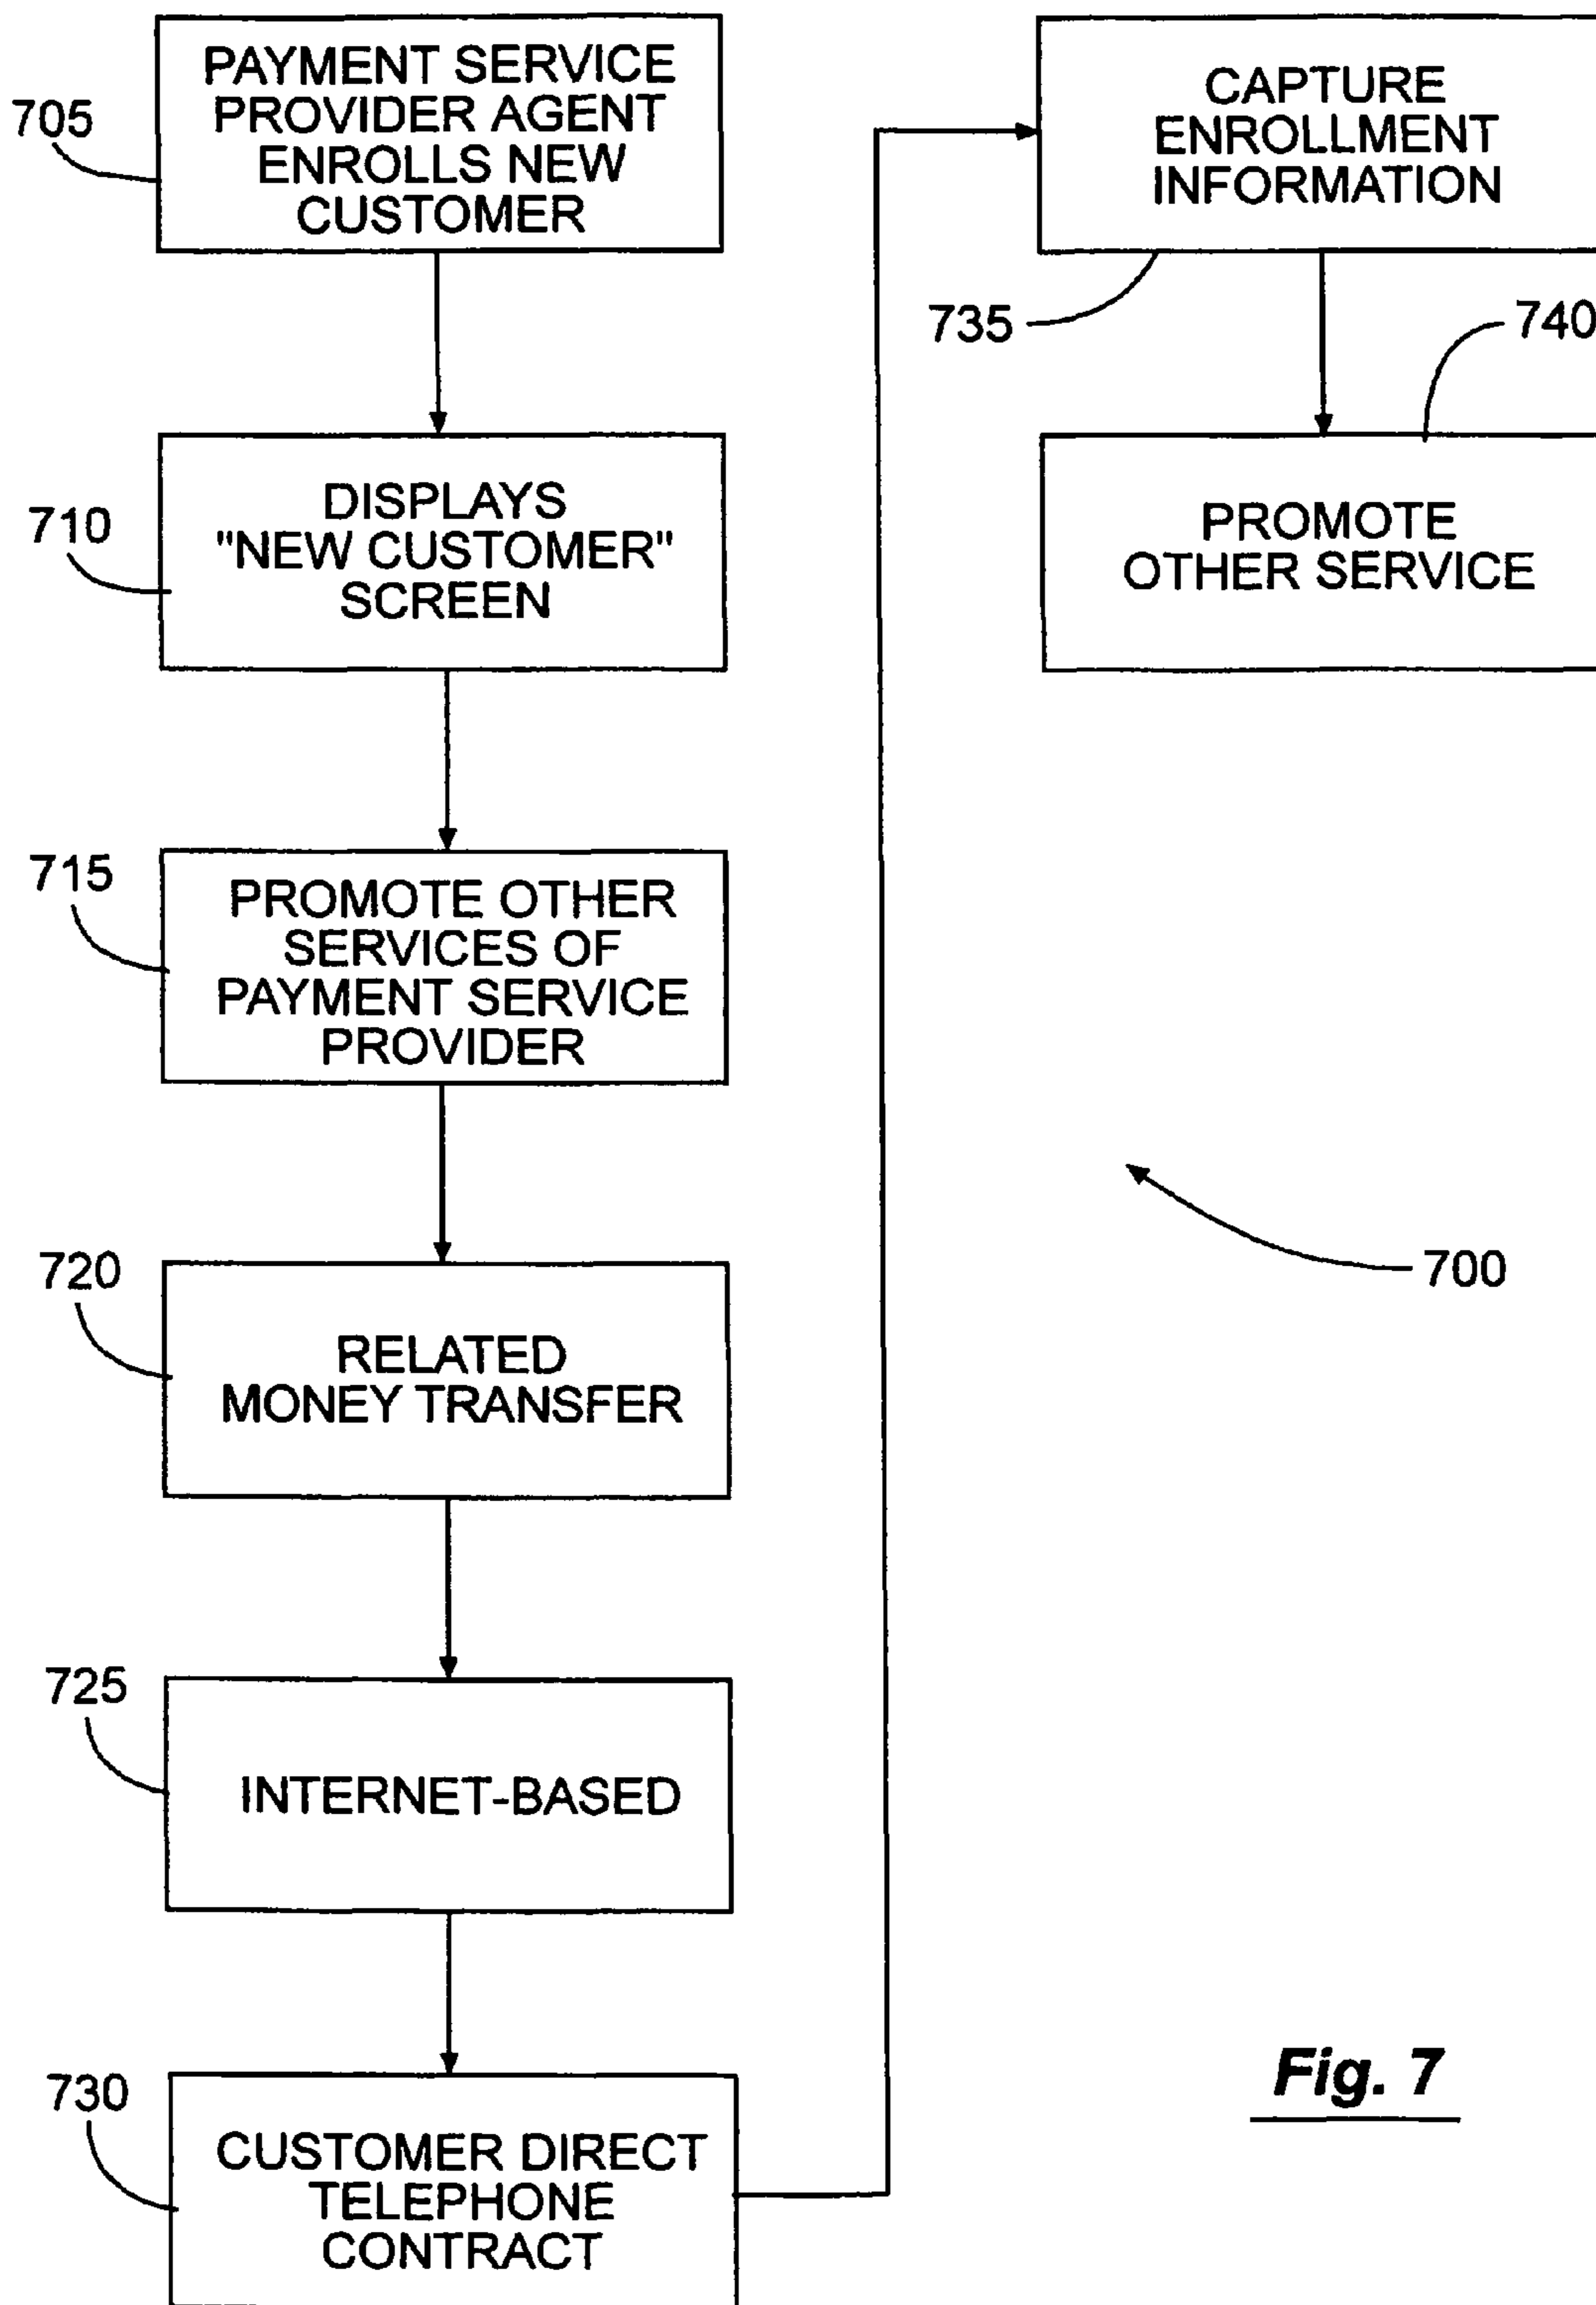 705
PAYMENT SERVICE
PROVIDER AGENT
ENROLLS NEW
CUSTOMER
710
DISPLAYS
"NEW CUSTOMER"
SCREEN
715
PROMOTE OTHER
SERVICES OF
PAYMENT SERVICE
PROVIDER
720
RELATED
MONEY TRANSFER
725
INTERNET-BASED
730
CUSTOMER DIRECT
TELEPHONE
CONTRACT
CAPTURE
ENROLLMENT
INFORMATION
735
740
PROMOTE
OTHER SERVICE
700
Fig. 7